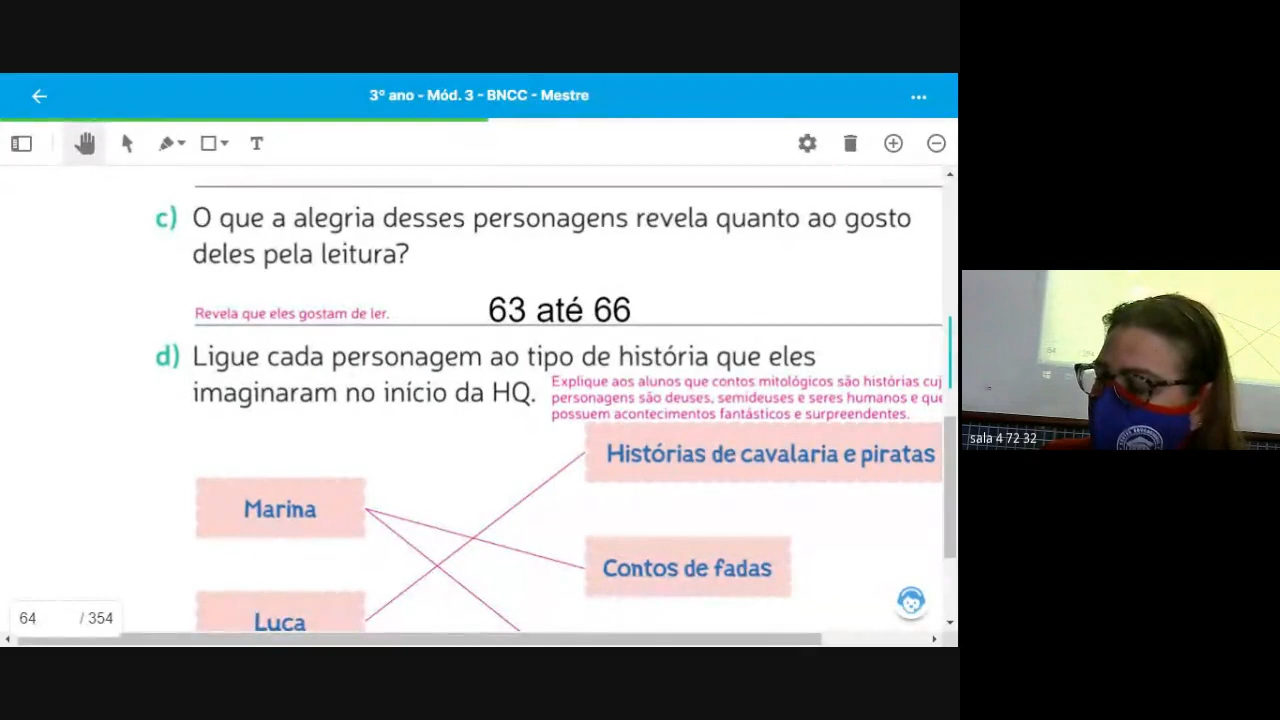 3º ano - Mód. 3 - BNCC - Mestre
T
c) O que a alegria desses personagens revela quanto ao gosto
deles pela leitura?
Revela que eles gostam de ler.
63 até 66
d) Ligue cada personagem ao tipo de história que eles
imaginaram no início da HQ.
Explique aos alunos que contos mitológicos são histórias cuj
personagens são deuses, semideuses e seres humanos e que
possuem acontecimentos fantásticos e surpreendentes.
Histórias de cavalaria e piratas
Marina
Contos de fadas
Luca
64 / 354
sala 4 72 32